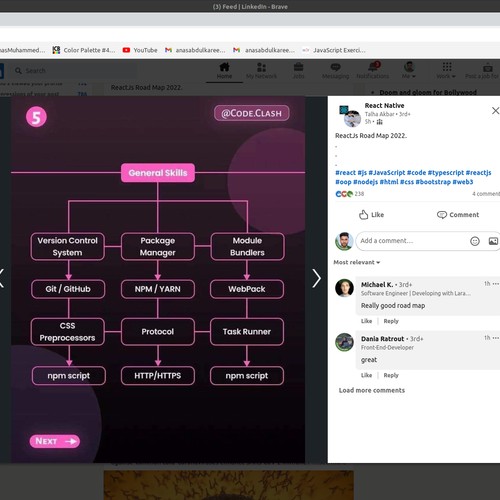 (3) Feed | LinkedIn - Brave
nasMuhammed...
Color Palette #4...
YouTube
anasabdulkaree...
anasabdulkaree...
JavaScript Exerci...
Search
Home
My Network
Jobs
Messaging
Notifications
Me
Work
Post a job
ReactJs Road Map 2022.
Doom and gloom for Bollywood
5
@Code.Clash
General Skills
Version Control System
Package Manager
Module Bundlers
Git / GitHub
NPM / YARN
WebPack
CSS Preprocessors
Protocol
Task Runner
npm script
HTTP/HTTPS
npm script
Next
React Native
Talha Akbar • 3rd+
5h •
ReactJs Road Map 2022.
.
.
.
#react #js #JavaScript #code #typescript #reactjs
#oop #nodejs #html #css #bootstrap #web3
238
4 comment
Like
Comment
Add a comment...
Most relevant
Michael K. • 3rd+
1h
Software Engineer | Developing with Lara...
Really good road map
Like | Reply
Dania Ratrout • 3rd+
1h
Front-End-Developer
great
Like | Reply
Load more comments